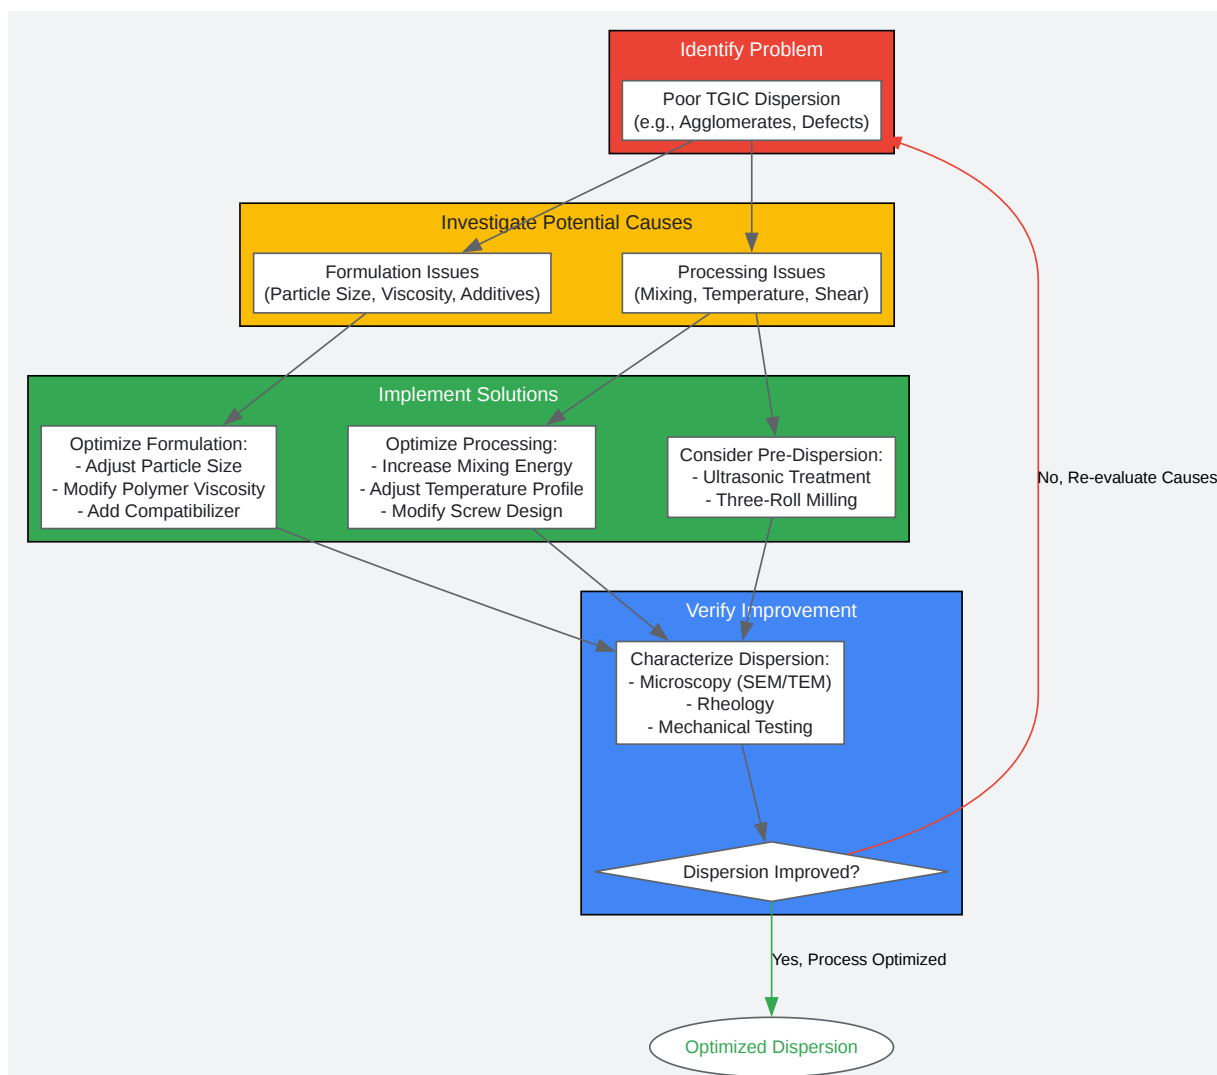 Identify Problem
Poor TGIC Dispersion
(e.g., Agglomerates, Defects)
Investigate Potential Causes
Formulation Issues
(Particle Size, Viscosity, Additives)
Processing Issues
(Mixing, Temperature, Shear)
Implement Solutions
Optimize Formulation:
- Adjust Particle Size
- Modify Polymer Viscosity
- Add Compatibilizer
Optimize Processing:
- Increase Mixing Energy
- Adjust Temperature Profile
- Modify Screw Design
Consider Pre-Dispersion:
- Ultrasonic Treatment
- Three-Roll Milling
No, Re-evaluate Causes
Verify Improvement
Characterize Dispersion:
- Microscopy (SEM/TEM)
- Rheology
- Mechanical Testing
Dispersion Improved?
Yes, Process Optimized
Optimized Dispersion